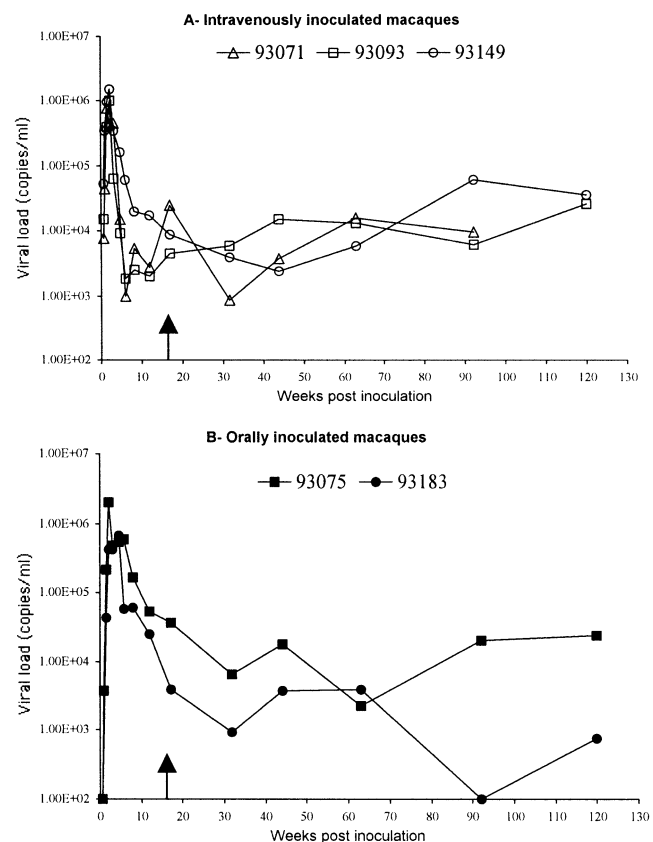 A- Intravenously inoculated macaques
93071 93093 93149
1.00E+07
1.00E+06
1.00E+05
1.00E+04
1.00E+03
1.00E+02
Viral load (copies/ml)
0 10 20 30 40 50 60 70 80 90 100 110 120 130
Weeks post inoculation
B- Orally inoculated macaques
93075 93183
1.00E+07
1.00E+06
1.00E+05
1.00E+04
1.00E+03
1.00E+02
Viral load (copies/ml)
0 10 20 30 40 50 60 70 80 90 100 110 120 130
Weeks post inoculation